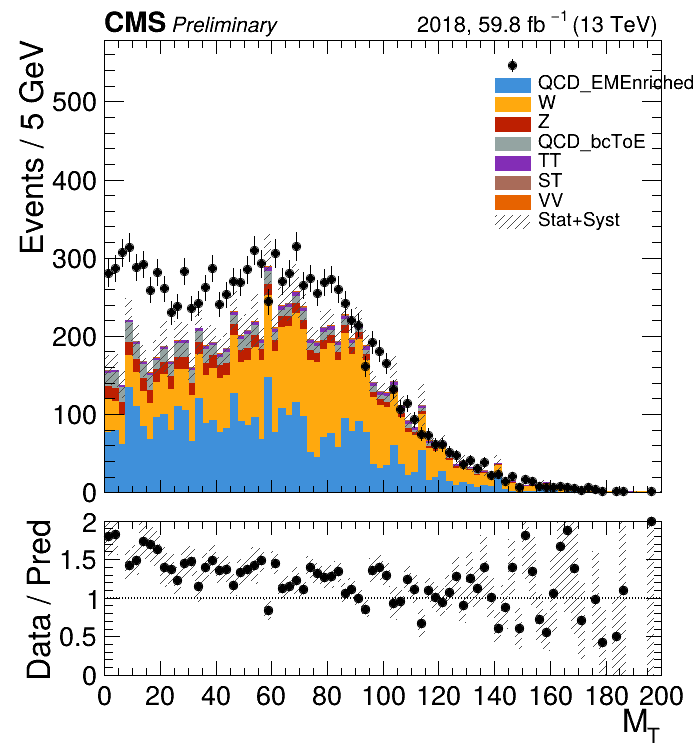 CMS Preliminary 2018, 59.8 fb⁻¹ (13 TeV)
Events / 5 GeV
500
400
300
200
100
0
QCD_EMEnriched
W
Z
QCD_bcToE
TT
ST
VV
Stat+Syst
Data / Pred
2
1.5
1
0.5
0
0 20 40 60 80 100 120 140 160 180 200
M_T